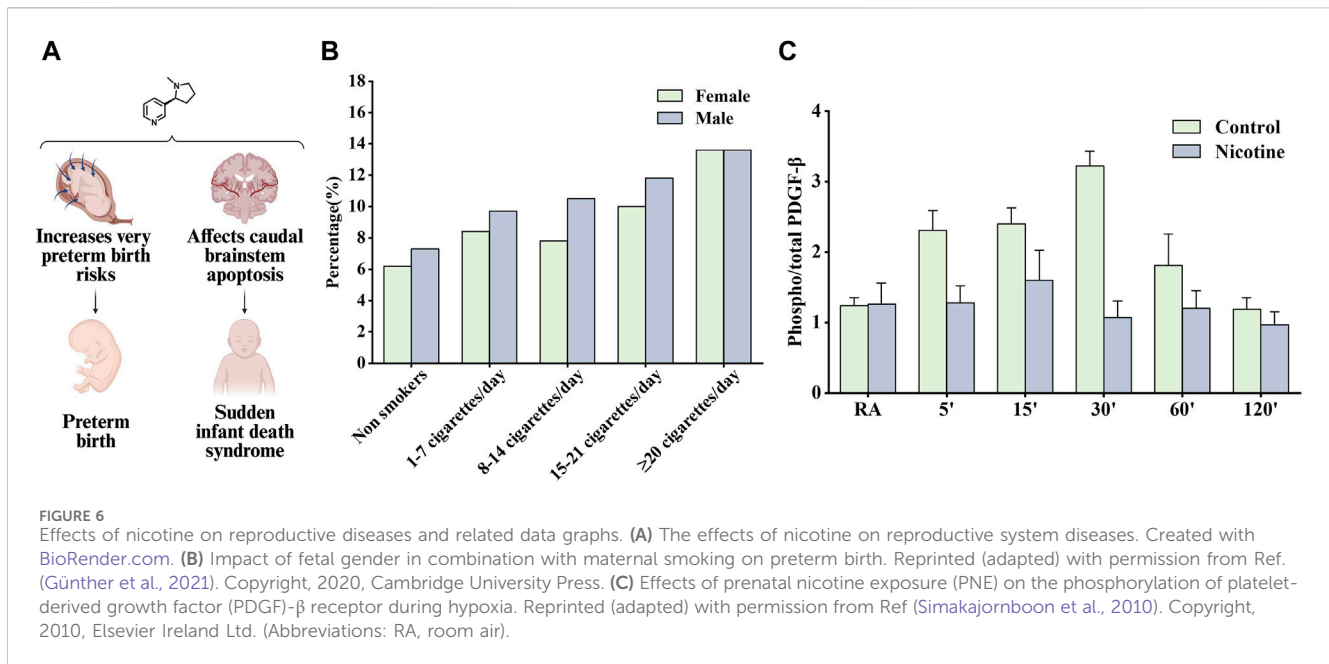 A
N
N
Increases very
preterm birth
risks
Affects caudal
brainstem
apoptosis
Preterm
birth
Sudden
infant death
syndrome
B
Percentage(%)
18
16
14
12
10
8
6
4
2
0
Female
Male
Non smokers
1-7 cigarettes/day
8-14 cigarettes/day
15-21 cigarettes/day
≥20 cigarettes/day
C
Phospho/total PDGF-β
4
3
2
1
0
Control
Nicotine
RA
5'
15'
30'
60'
120'
FIGURE 6
Effects of nicotine on reproductive diseases and related data graphs. (A) The effects of nicotine on reproductive system diseases. Created with
BioRender.com. (B) Impact of fetal gender in combination with maternal smoking on preterm birth. Reprinted (adapted) with permission from Ref.
(Günther et al., 2021). Copyright, 2020, Cambridge University Press. (C) Effects of prenatal nicotine exposure (PNE) on the phosphorylation of platelet-
derived growth factor (PDGF)-β receptor during hypoxia. Reprinted (adapted) with permission from Ref (Simakajornboon et al., 2010). Copyright,
2010, Elsevier Ireland Ltd. (Abbreviations: RA, room air).